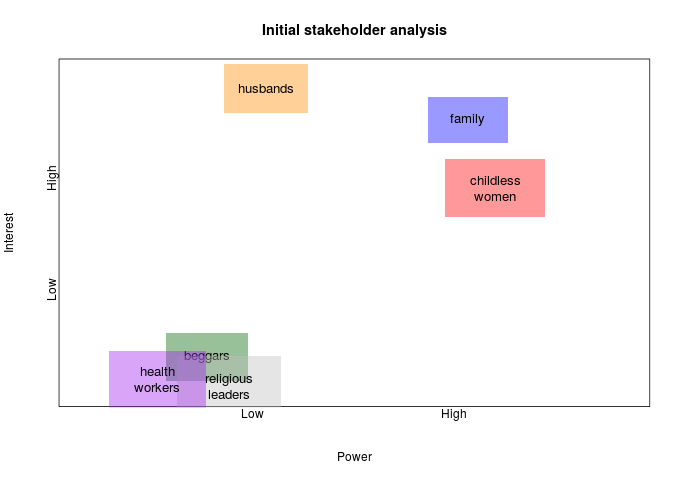 Initial stakeholder analysis
husbands
family
childless
women
High
Interest
Low
beggars
health
workers
religious
leaders
Low
High
Power